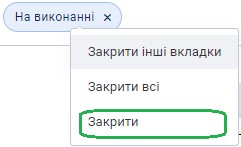 На виконанні ×
Закрити інші вкладки
Закрити всі
Закрити